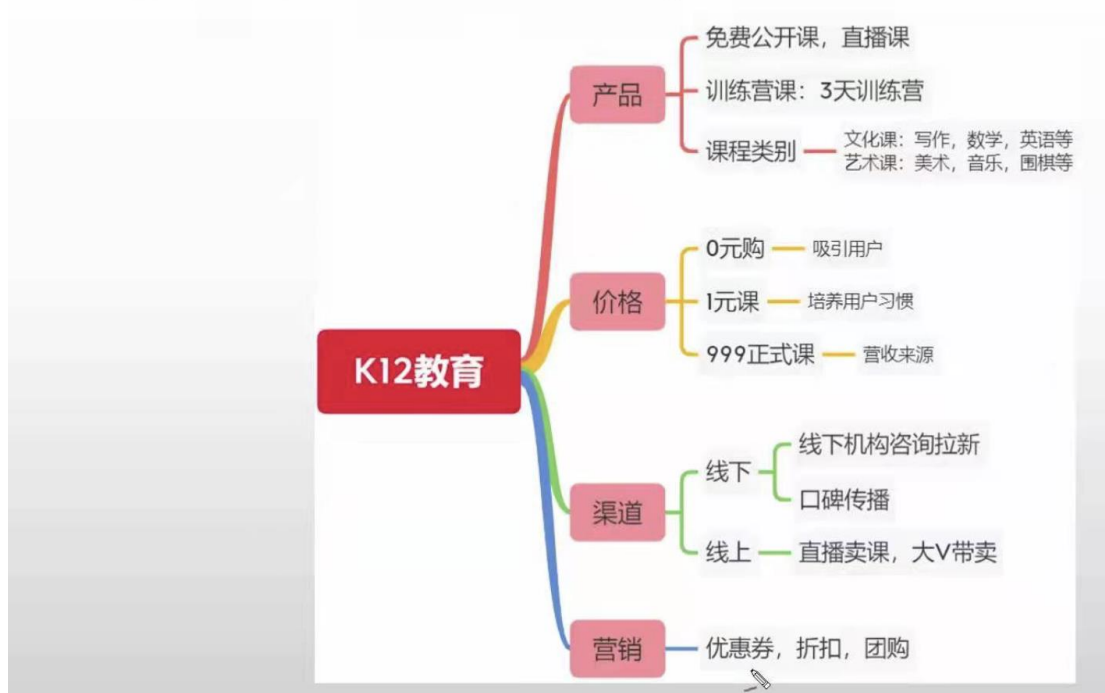 K12教育
产品
免费公开课，直播课
训练营课：3天训练营
课程类别
文化课：写作，数学，英语等
艺术课：美术，音乐，围棋等
价格
0元购
吸引用户
1元课
培养用户习惯
999正式课
营收来源
渠道
线下
线下机构咨询拉新
口碑传播
线上
直播卖课，大V带卖
营销
优惠券，折扣，团购